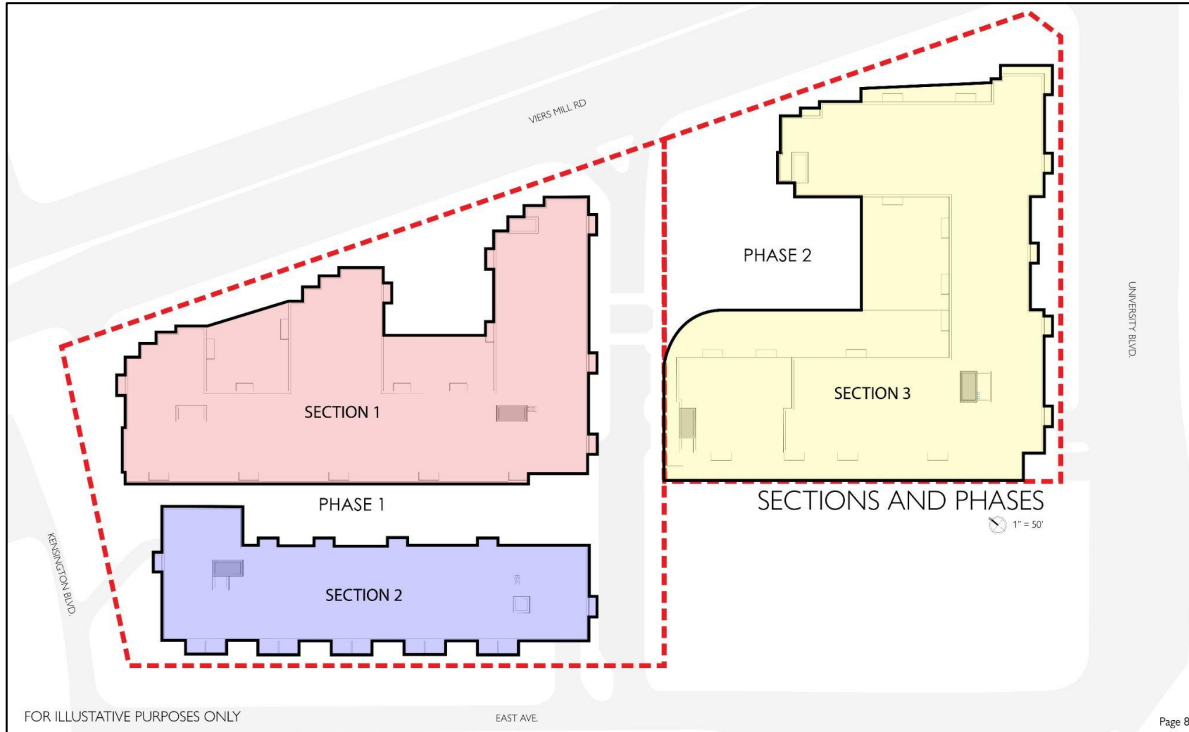 VIERS MILL RD
PHASE 2
UNIVERSITY BLVD.
SECTION 1
SECTION 3
PHASE 1
SECTIONS AND PHASES
1" = 50'
KENSINGTON BLVD.
SECTION 2
FOR ILLUSTATIVE PURPOSES ONLY
EAST AVE.
Page 8